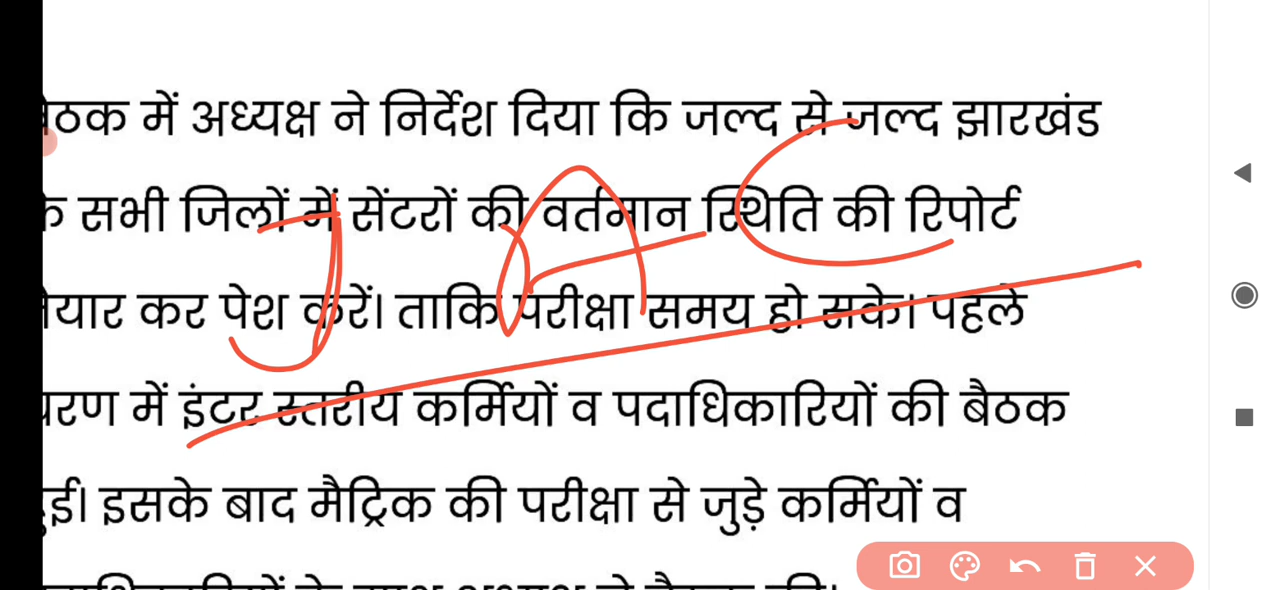 बैठक में अध्यक्ष ने निर्देश दिया कि जल्द से जल्द झारखंड
के सभी जिलों में सेंटरों की वर्तमान स्थिति की रिपोर्ट
तैयार कर पेश करें। ताकि परीक्षा समय हो सके। पहले
चरण में इंटर स्तरीय कर्मियों व पदाधिकारियों की बैठक
हुई। इसके बाद मैट्रिक की परीक्षा से जुड़े कर्मियों व
JAC